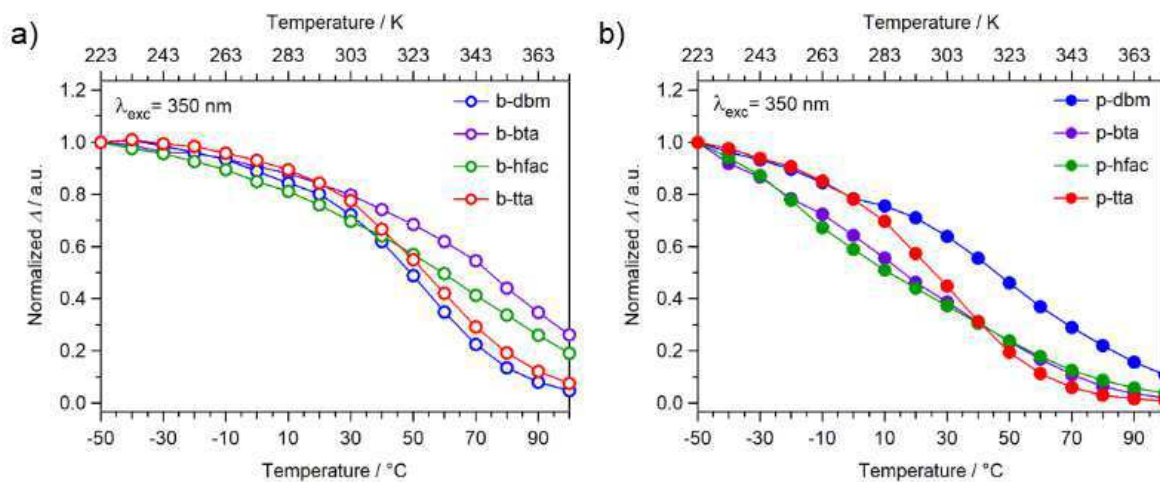 a)
Temperature / K
223 243 263 283 303 323 343 363
1.2
1.0
0.8
0.6
0.4
0.2
0.0
Normalized Δ / a.u.
λexc= 350 nm
b-dbm
b-bta
b-hfac
b-tta
-50 -30 -10 10 30 50 70 90
Temperature / °C
b)
Temperature / K
223 243 263 283 303 323 343 363
1.2
1.0
0.8
0.6
0.4
0.2
0.0
Normalized Δ / a.u.
λexc= 350 nm
p-dbm
p-bta
p-hfac
p-tta
-50 -30 -10 10 30 50 70 90
Temperature / °C